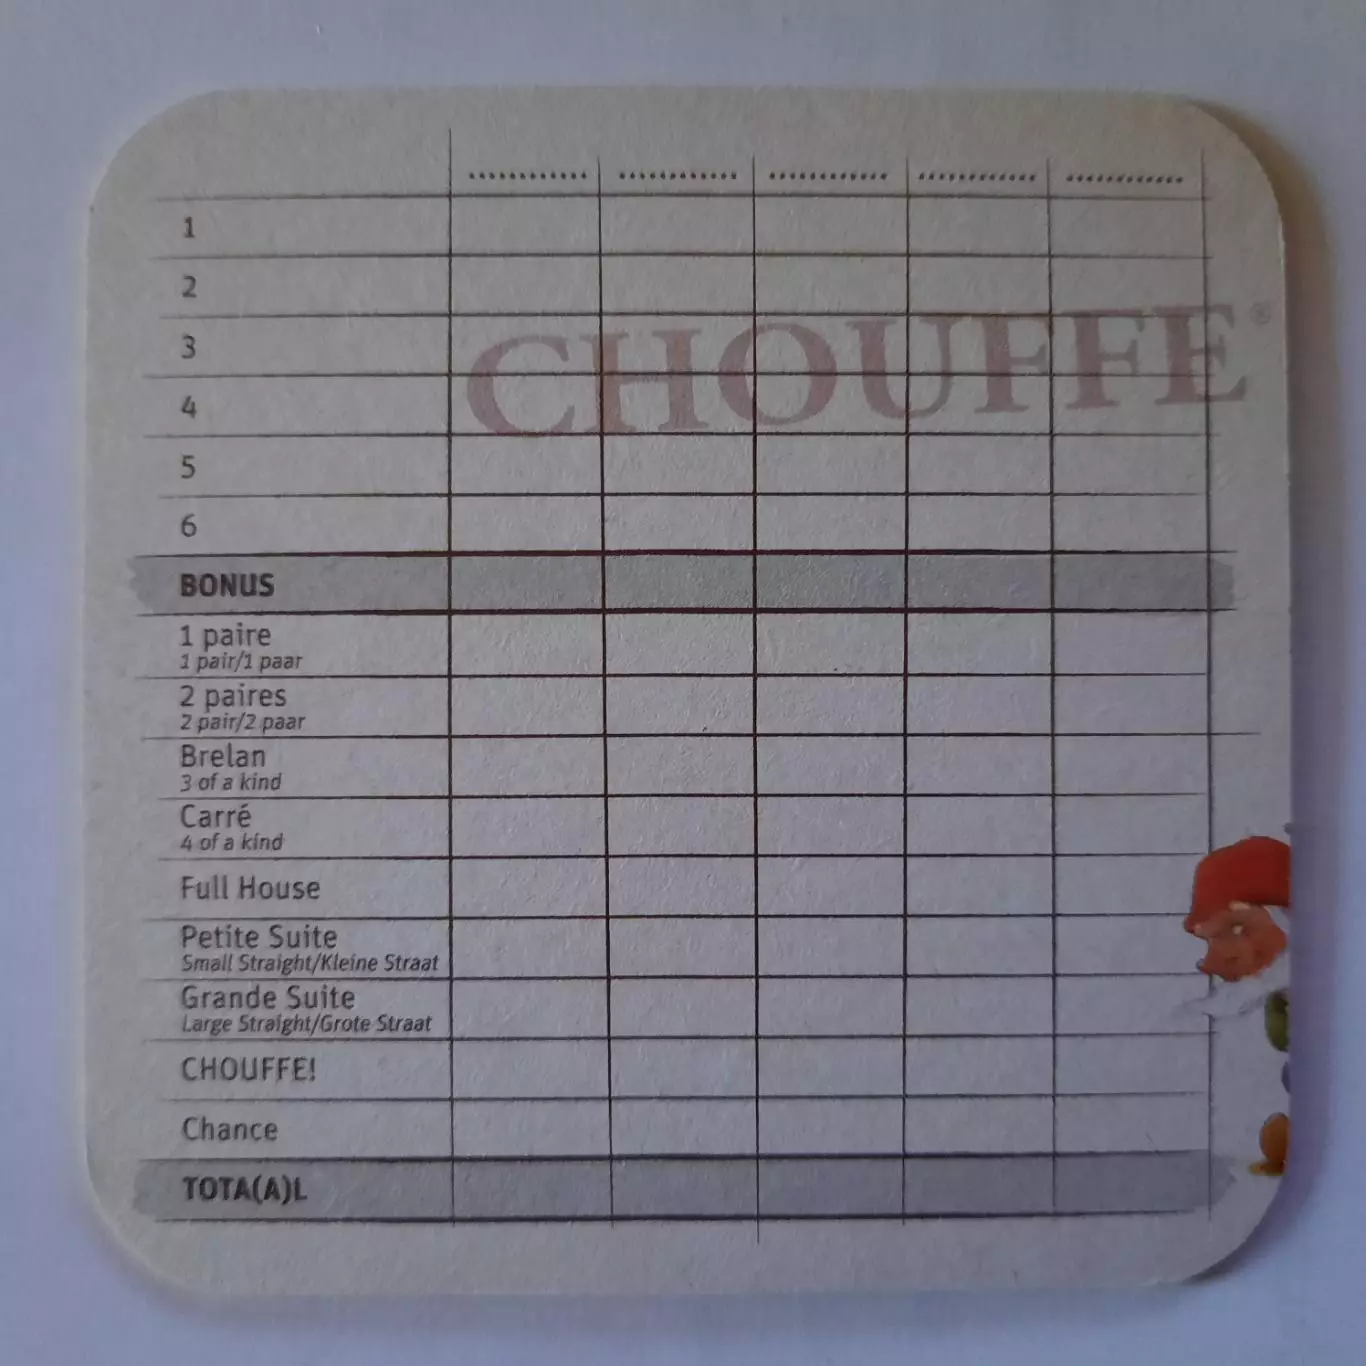 1
2
CHOUFFE®
3
4
5
6
BONUS
1 paire
1 pair/1 paar
2 paires
2 pair/2 paar
Brelan
3 of a kind
Carré
4 of a kind
Full House
Petite Suite
Small Straight/Kleine Straat
Grande Suite
Large Straight/Grote Straat
CHOUFFE!
Chance
TOTA(A)L